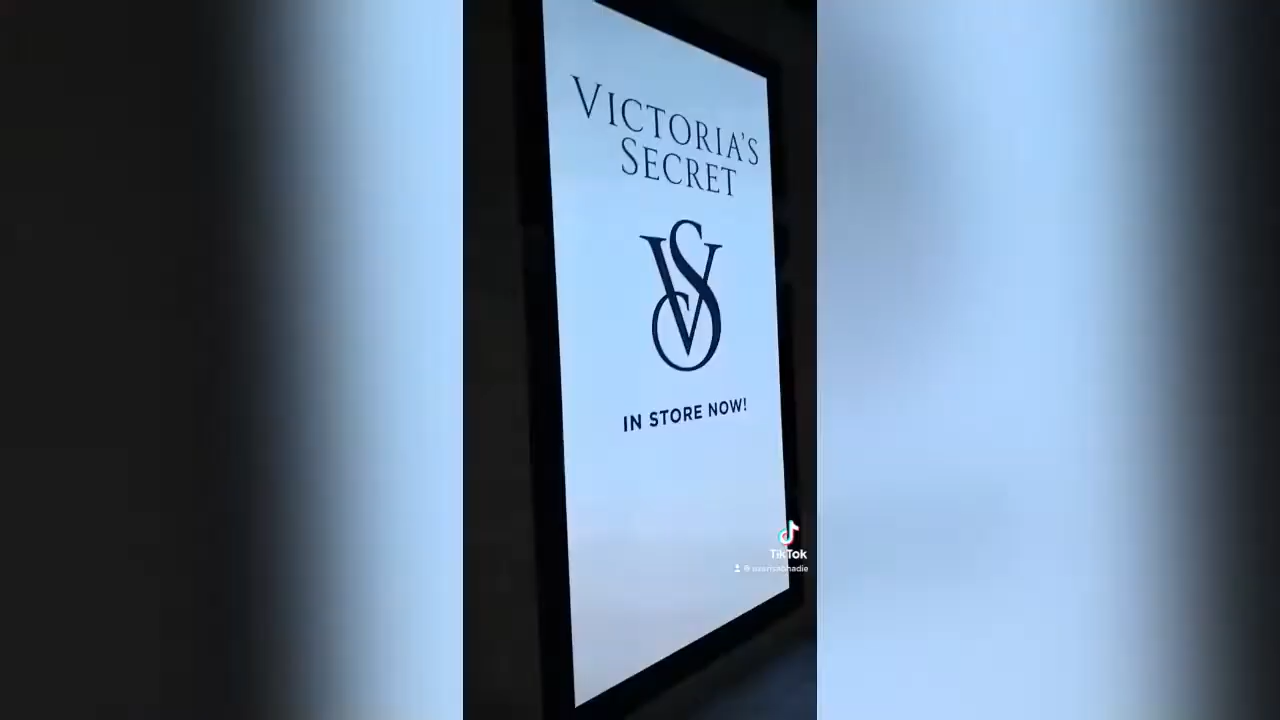 VICTORIA'S
SECRET
VS
IN STORE NOW!
TikTok